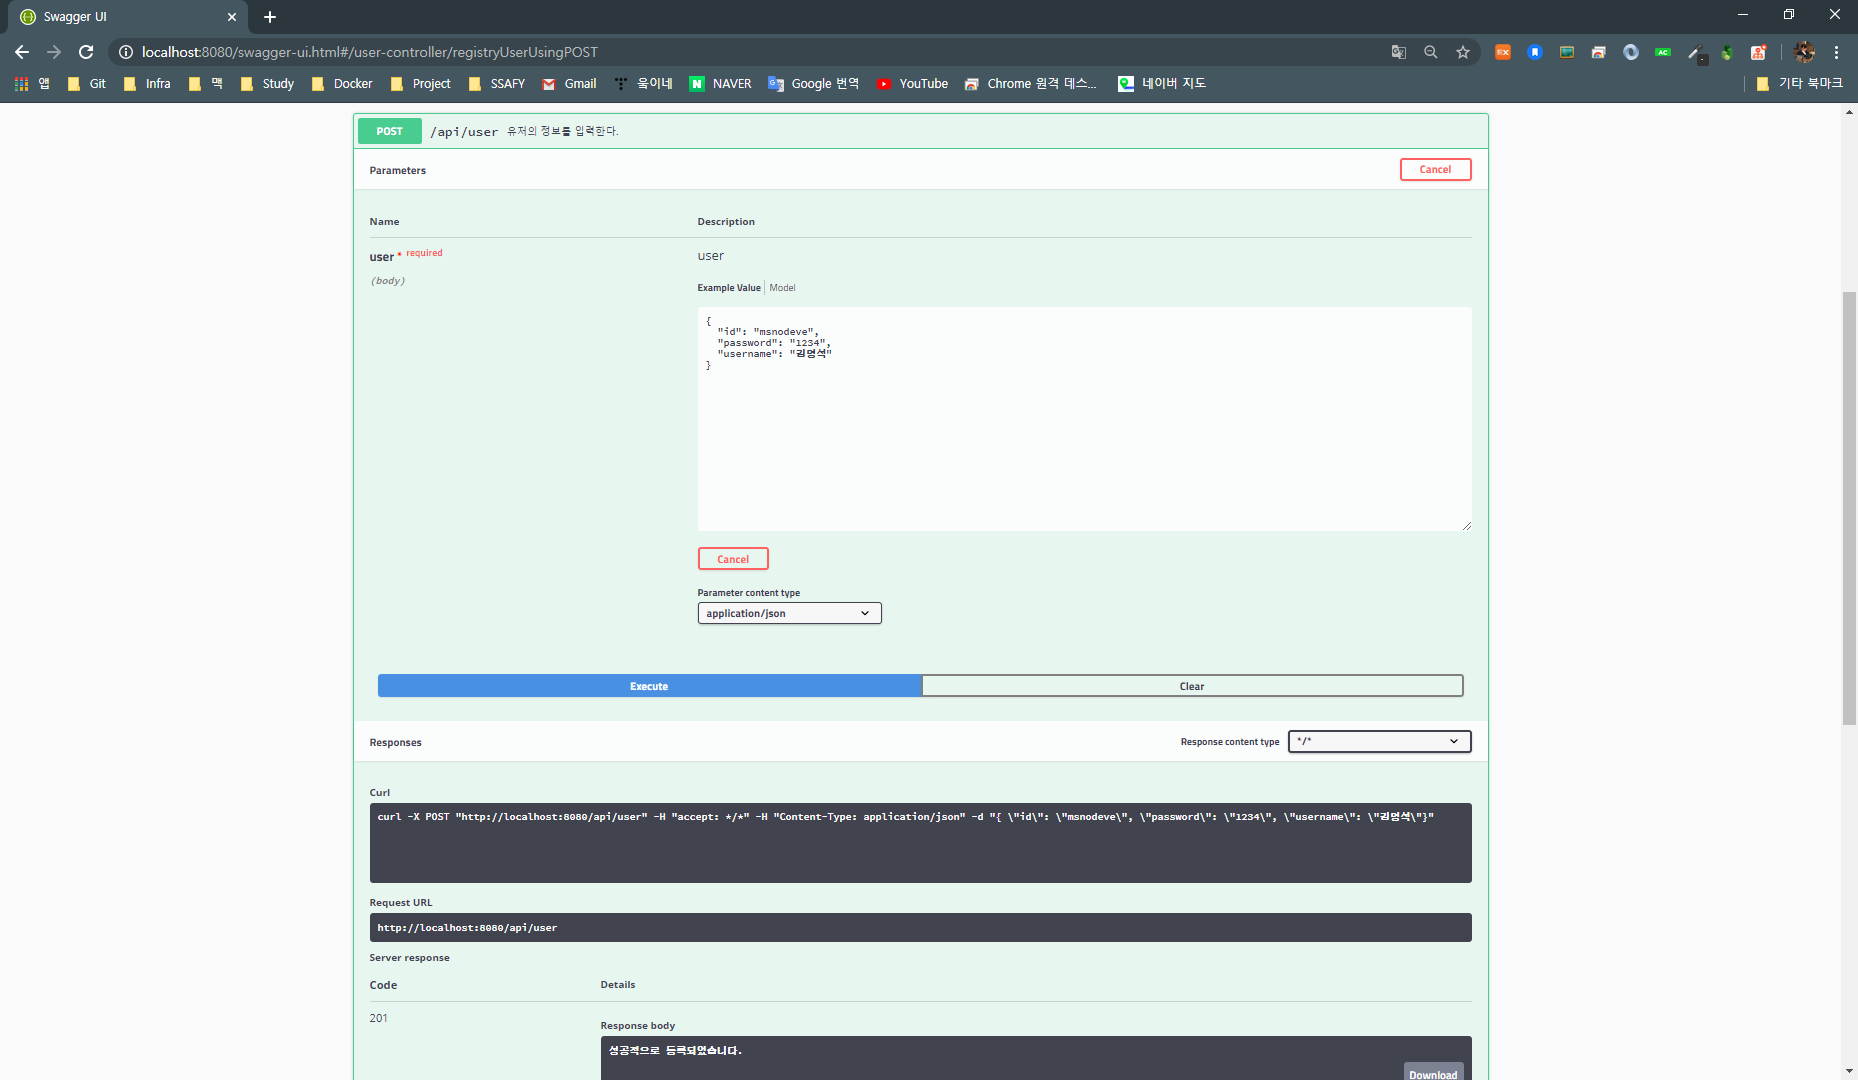 Swagger UI
localhost:8080/swagger-ui.html#/user-controller/registryUserUsingPOST
앱 Git Infra 맥 Study Docker Project SSAFY Gmail 욱이네 NAVER Google 번역 YouTube Chrome 원격 데스... 네이버 지도 기타 북마크
POST /api/user 유저의 정보를 입력한다.
Parameters Cancel
Name Description
user * required user
(body)
Example Value Model
{
"id": "msnodeve",
"password": "1234",
"username": "김명석"
}
Cancel
Parameter content type
application/json
Execute Clear
Responses Response content type */*
Curl
curl -X POST "http://localhost:8080/api/user" -H "accept: */*" -H "Content-Type: application/json" -d "{ \"id\": \"msnodeve\", \"password\": \"1234\", \"username\": \"김명석\"}"
Request URL
http://localhost:8080/api/user
Server response
Code Details
201
Response body
성공적으로 등록되었습니다.
Download